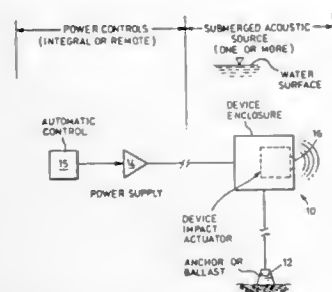 POWER CONTROLS
(INTEGRAL OR REMOTE)
SUBMERGED ACOUSTIC
SOURCE
(ONE OR MORE)
WATER
SURFACE
DEVICE
ENCLOSURE
AUTOMATIC
CONTROL
16
15
14
POWER SUPPLY
10
DEVICE
IMPACT
ACTUATOR
ANCHOR OR
BALLAST
12